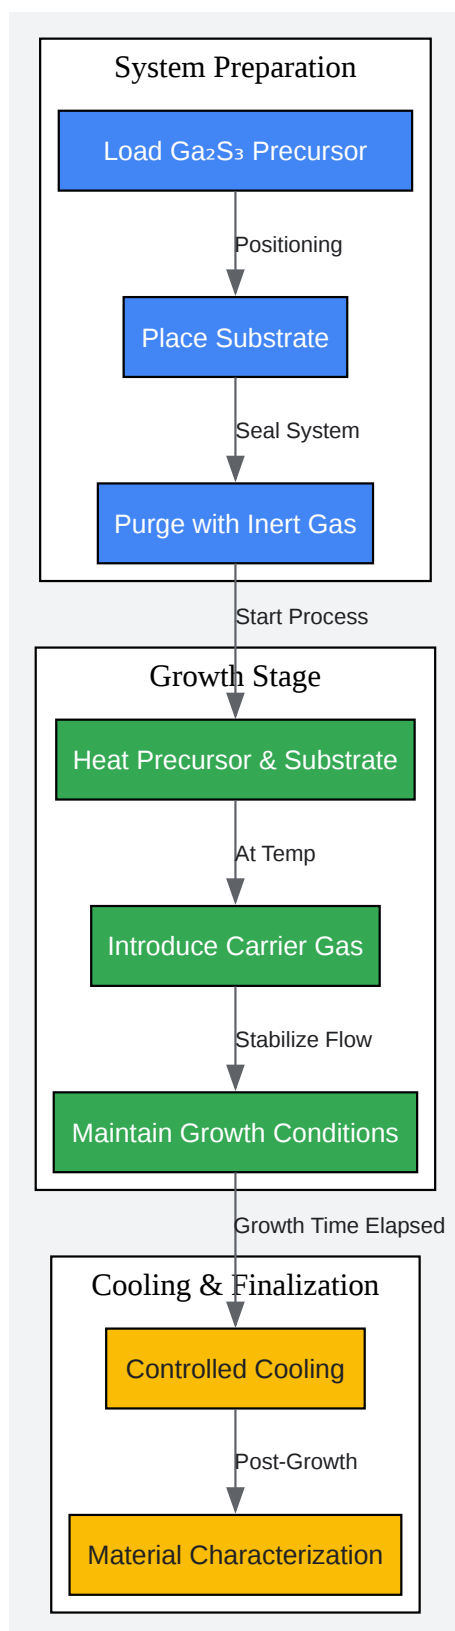 System Preparation
Load Ga₂S₃ Precursor
Positioning
Place Substrate
Seal System
Purge with Inert Gas
Start Process
Growth Stage
Heat Precursor & Substrate
At Temp
Introduce Carrier Gas
Stabilize Flow
Maintain Growth Conditions
Growth Time Elapsed
Cooling & Finalization
Controlled Cooling
Post-Growth
Material Characterization